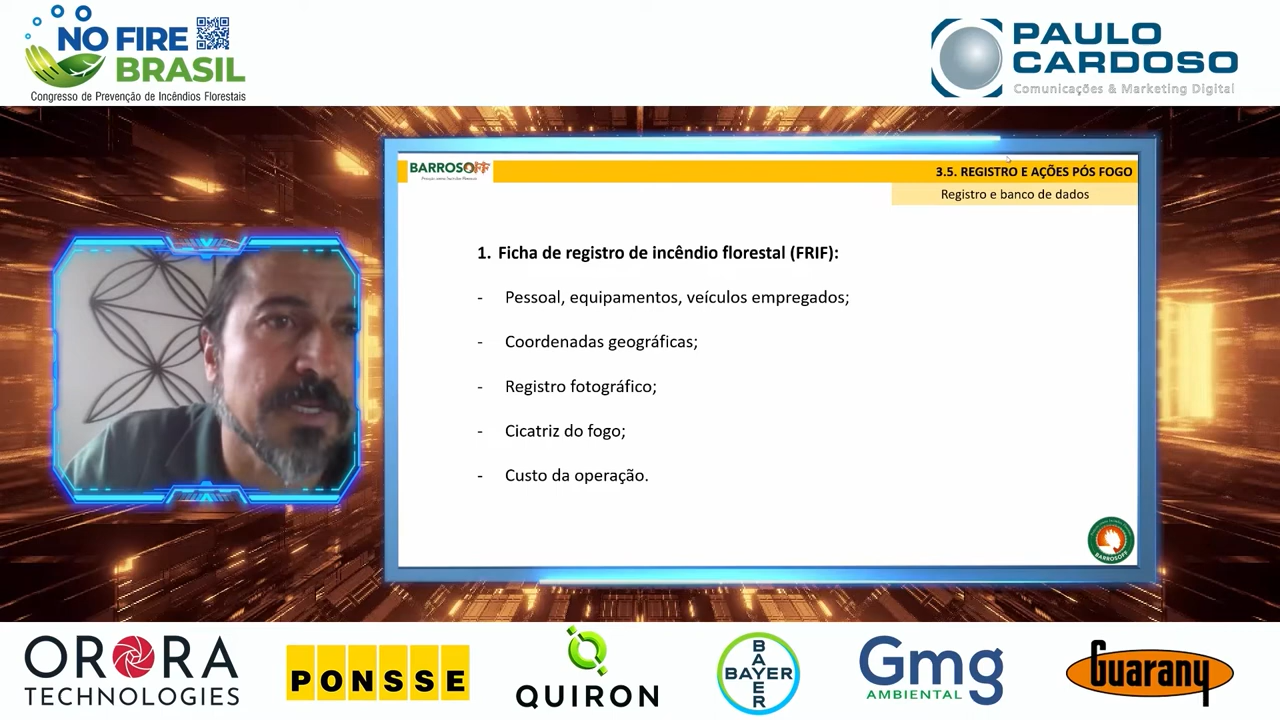 NO FIRE
BRASIL
Congresso de Prevenção de Incêndios Florestais
PAULO
CARDOSO
Comunicações & Marketing Digital
BARROSOFF
3.5. REGISTRO E AÇÕES PÓS FOGO
Registro e banco de dados
1. Ficha de registro de incêndio florestal (FRIF):
- Pessoal, equipamentos, veículos empregados;
- Coordenadas geográficas;
- Registro fotográfico;
- Cicatriz do fogo;
- Custo da operação.
BARROSOFF
ORORA
TECHNOLOGIES
PONSSE
QUIRON
BAYER
BAYER
Gmg
AMBIENTAL
Guarany